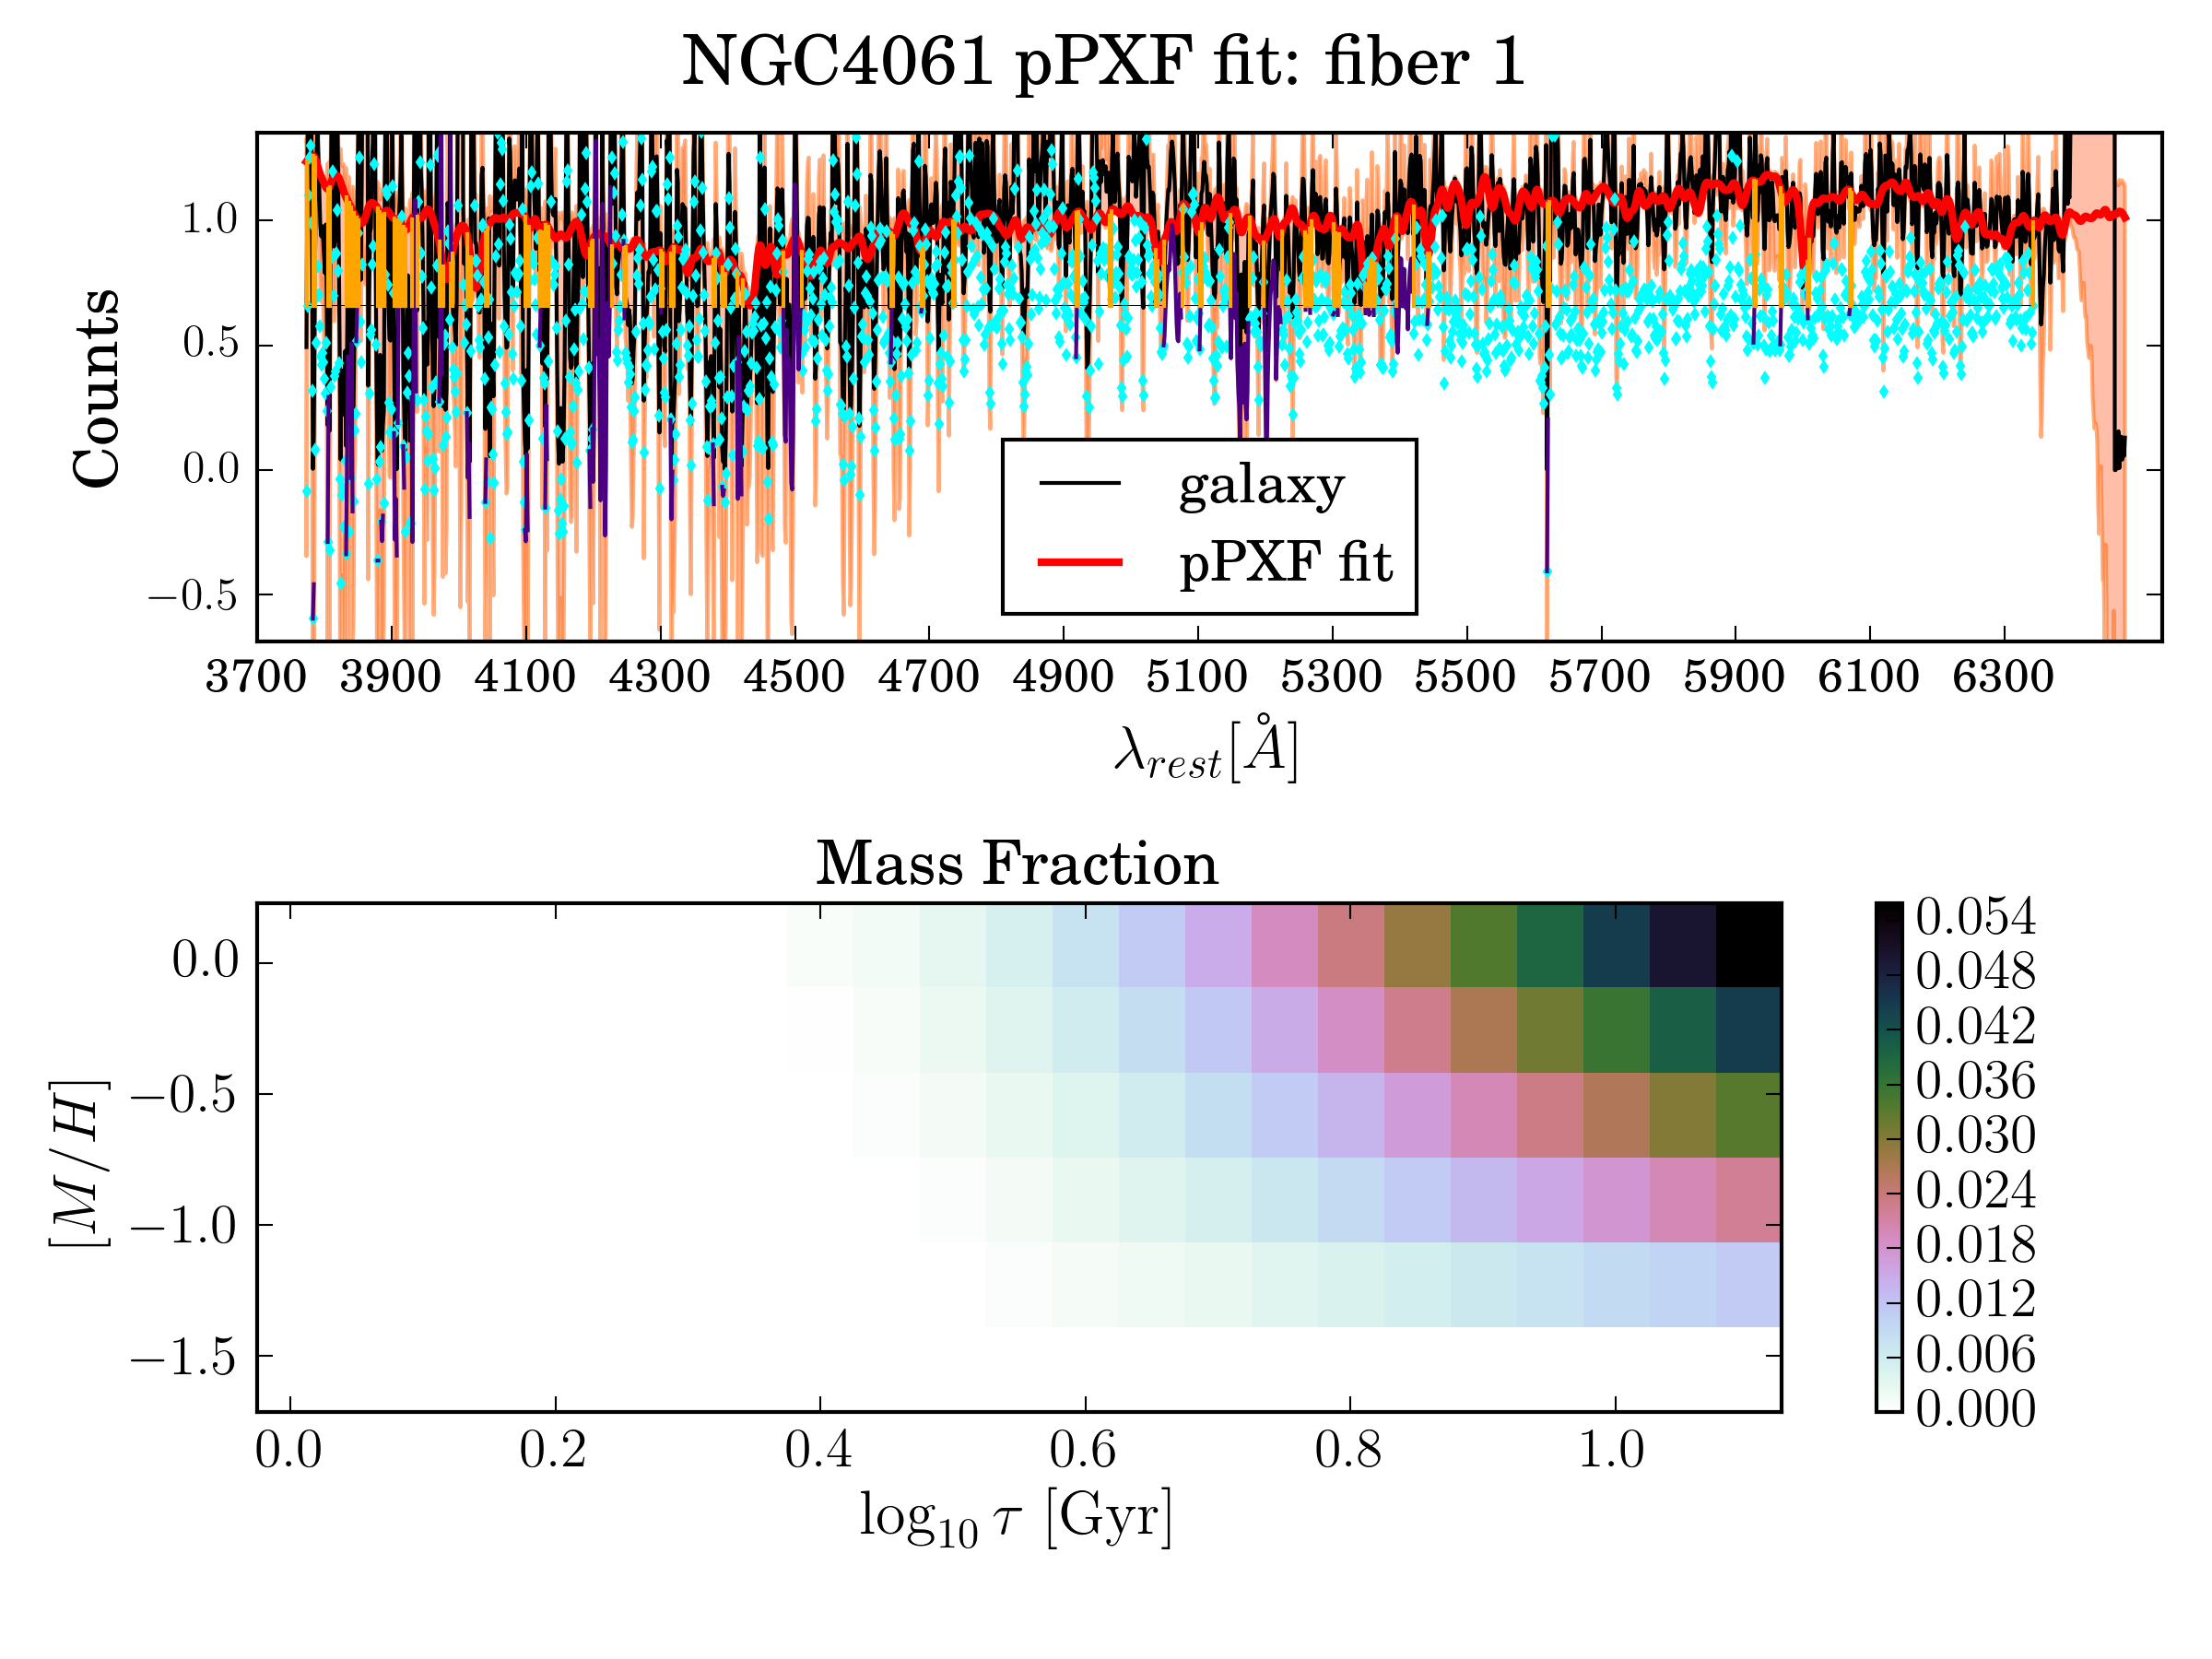 NGC4061 pPXF fit: fiber 1
Counts
1.0
0.5
0.0
−0.5
galaxy
pPXF fit
3700 3900 4100 4300 4500 4700 4900 5100 5300 5500 5700 5900 6100 6300
λrest[Å]
Mass Fraction
[M/H]
0.0
−0.5
−1.0
−1.5
0.0 0.2 0.4 0.6 0.8 1.0
log10 τ [Gyr]
0.054
0.048
0.042
0.036
0.030
0.024
0.018
0.012
0.006
0.000